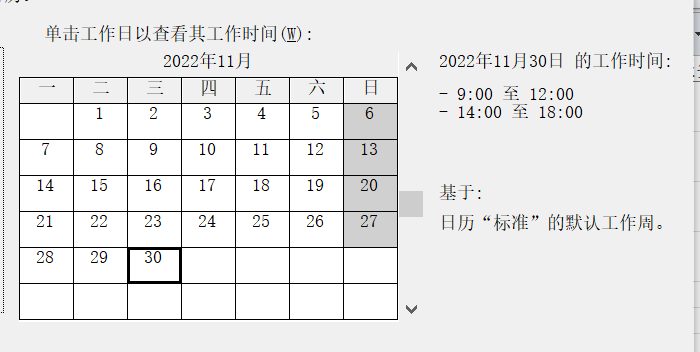 单击工作日以查看其工作时间(W):
2022年11月
一 二 三 四 五 六 日
1 2 3 4 5 6
7 8 9 10 11 12 13
14 15 16 17 18 19 20
21 22 23 24 25 26 27
28 29 30
2022年11月30日 的工作时间:
- 9:00 至 12:00
- 14:00 至 18:00
基于:
日历“标准”的默认工作周。